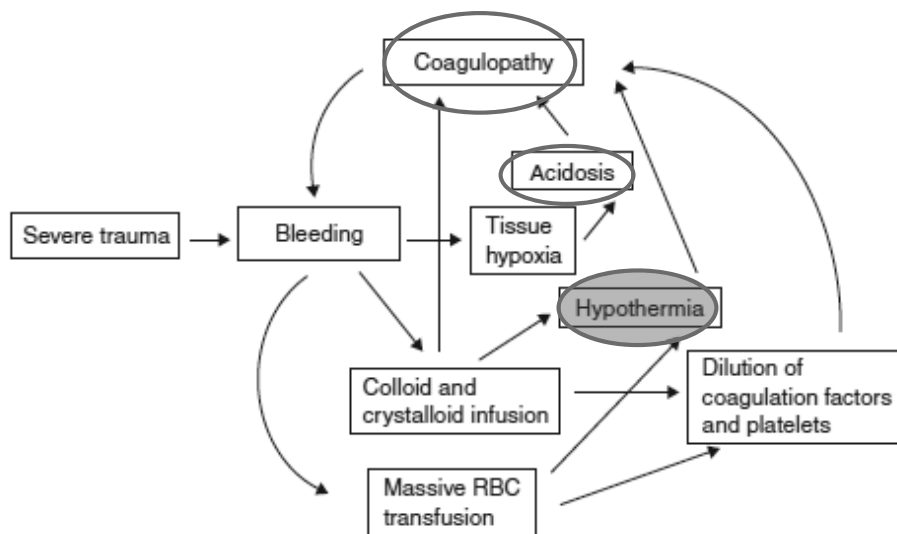 Coagulopathy
Acidosis
Severe trauma
Bleeding
Tissue
hypoxia
Hypothermia
Colloid and
crystalloid infusion
Dilution of
coagulation factors
and platelets
Massive RBC
transfusion